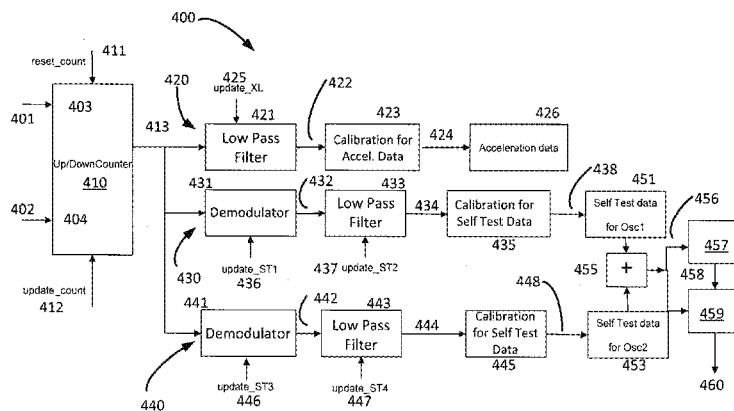 400
411
reset_count
425
update_XL
420
422
423
426
403
413
421
424
401
Low Pass
Filter
Calibration for
Accel. Data
Acceleration data
Up/DownCounter
410
431
432
433
434
438
451
456
402
404
Demodulator
Low Pass
Filter
Calibration for
Self Test Data
Self Test data
for Osc1
457
430
update_ST1
436
437
update_ST2
435
455
+
458
update_count
412
441
442
443
444
448
459
Demodulator
Low Pass
Filter
Calibration
for Self Test
Data
Self Test data
for Osc2
440
update_ST3
446
update_ST4
447
445
453
460